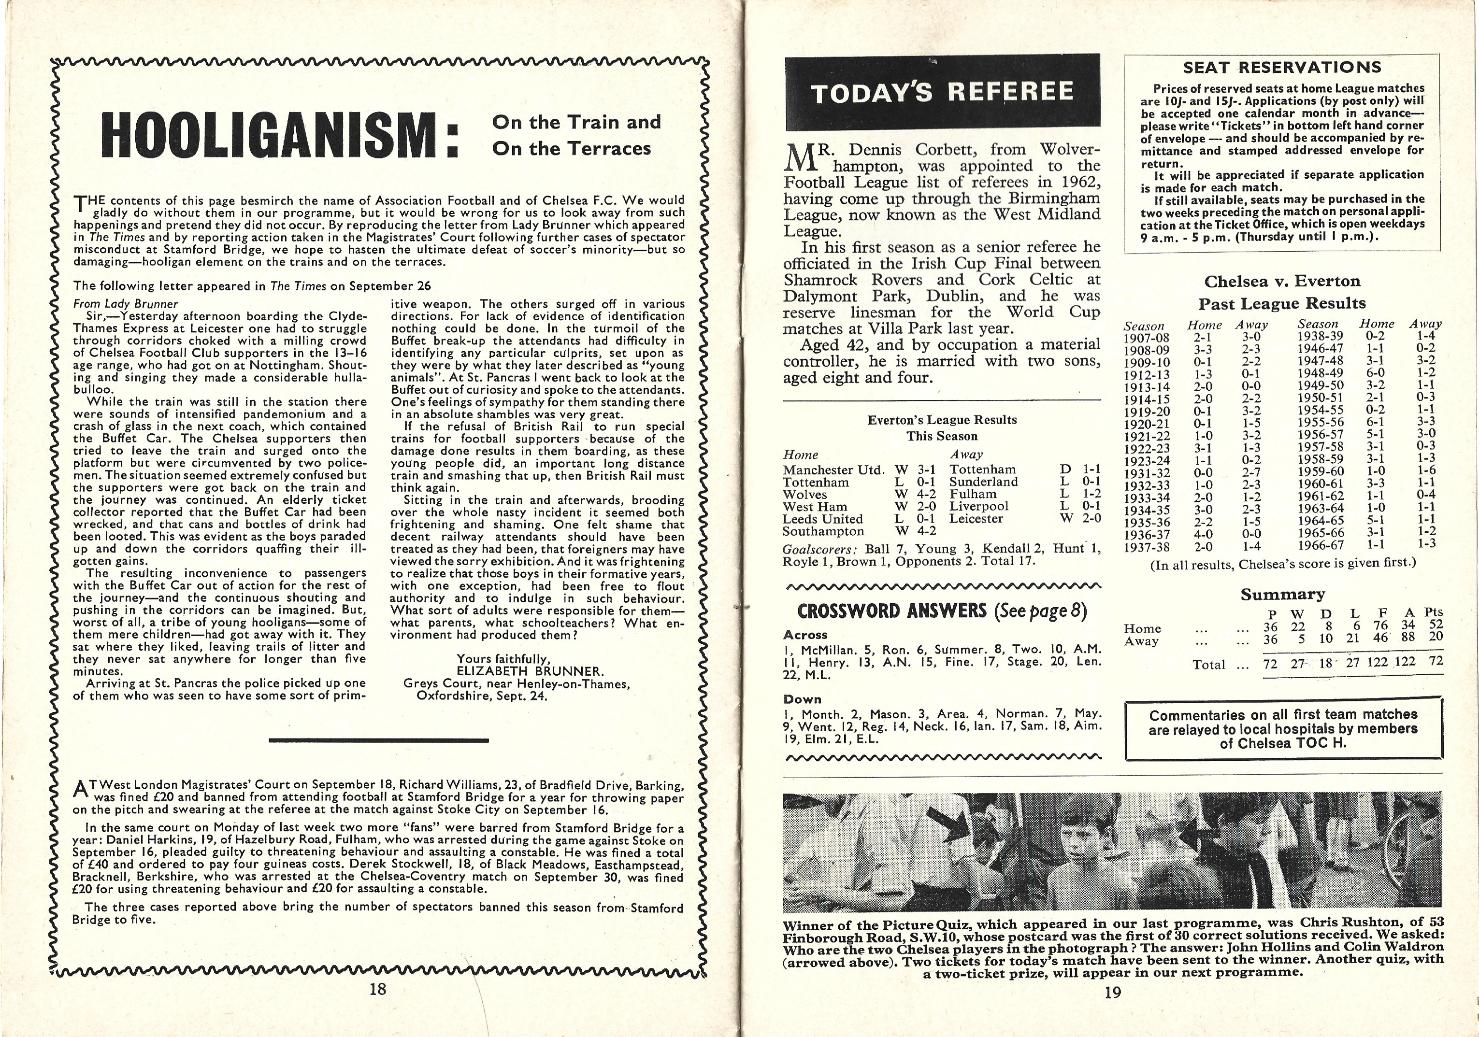 HOOLIGANISM:
On the Train and
On the Terraces
THE contents of this page besmirch the name of Association Football and of Chelsea F.C. We would
gladly do without them in our programme, but it would be wrong for us to look away from such
happenings and pretend they did not occur. By reproducing the letter from Lady Brunner which appeared
in The Times and by reporting action taken in the Magistrates' Court following further cases of spectator
misconduct at Stamford Bridge, we hope to hasten the ultimate defeat of soccer's minority—but so
damaging—hooligan element on the trains and on the terraces.
The following letter appeared in The Times on September 26
From Lady Brunner
Sir,—Yesterday afternoon boarding the Clyde-
Thames Express at Leicester one had to struggle
through corridors choked with a milling crowd
of Chelsea Football Club supporters in the 13–16
age range, who had got on at Nottingham. Shout-
ing and singing they made a considerable hulla-
bulloo.
While the train was still in the station there
were sounds of intensified pandemonium and a
crash of glass in the next coach, which contained
the Buffet Car. The Chelsea supporters then
tried to leave the train and surged onto the
platform but were circumvented by two police-
men. The situation seemed extremely confused but
the supporters were got back on the train and
the journey was continued. An elderly ticket
collector reported that the Buffet Car had been
wrecked, and that cans and bottles of drink had
been looted. This was evident as the boys paraded
up and down the corridors quaffing their ill-
gotten gains.
The resulting inconvenience to passengers
with the Buffet Car out of action for the rest of
the journey—and the continuous shouting and
pushing in the corridors can be imagined. But,
worst of all, a tribe of young hooligans—some of
them mere children—had got away with it. They
sat where they liked, leaving trails of litter and
they never sat anywhere for longer than five
minutes.
Arriving at St. Pancras the police picked up one
of them who was seen to have some sort of prim-
itive weapon. The others surged off in various
directions. For lack of evidence of identification
nothing could be done. In the turmoil of the
Buffet break-up the attendants had difficulty in
identifying any particular culprits, set upon as
they were by what they later described as "young
animals". At St. Pancras I went back to look at the
Buffet out of curiosity and spoke to the attendants.
One's feelings of sympathy for them standing there
in an absolute shambles was very great.
If the refusal of British Rail to run special
trains for football supporters because of the
damage done results in them boarding, as these
young people did, an important long distance
train and smashing that up, then British Rail must
think again.
Sitting in the train and afterwards, brooding
over the whole nasty incident it seemed both
frightening and shaming. One felt shame that
decent railway attendants should have been
treated as they had been, that foreigners may have
viewed the sorry exhibition. And it was frightening
to realize that those boys in their formative years,
with one exception, had been free to flout
authority and to indulge in such behaviour.
What sort of adults were responsible for them—
what parents, what schoolteachers? What en-
vironment had produced them?
Yours faithfully,
ELIZABETH BRUNNER.
Greys Court, near Henley-on-Thames,
Oxfordshire, Sept. 24.
AT West London Magistrates' Court on September 18, Richard Williams, 23, of Bradfield Drive, Barking,
was fined £20 and banned from attending football at Stamford Bridge for a year for throwing paper
on the pitch and swearing at the referee at the match against Stoke City on September 16.
In the same court on Monday of last week two more "fans" were barred from Stamford Bridge for a
year: Daniel Harkins, 19, of Hazelbury Road, Fulham, who was arrested during the game against Stoke on
September 16, pleaded guilty to threatening behaviour and assaulting a constable. He was fined a total
of £40 and ordered to pay four guineas costs. Derek Stockwell, 18, of Black Meadows, Easthampstead,
Bracknell, Berkshire, who was arrested at the Chelsea-Coventry match on September 30, was fined
£20 for using threatening behaviour and £20 for assaulting a constable.
The three cases reported above bring the number of spectators banned this season from Stamford
Bridge to five.
18
TODAY'S REFEREE
MR. Dennis Corbett, from Wolver-
hampton, was appointed to the
Football League list of referees in 1962,
having come up through the Birmingham
League, now known as the West Midland
League.
In his first season as a senior referee he
officiated in the Irish Cup Final between
Shamrock Rovers and Cork Celtic at
Dalymont Park, Dublin, and he was
reserve linesman for the World Cup
matches at Villa Park last year.
Aged 42, and by occupation a material
controller, he is married with two sons,
aged eight and four.
Everton's League Results
This Season
Home Away
Manchester Utd. W 3-1 Tottenham D 1-1
Tottenham L 0-1 Sunderland L 0-1
Wolves W 4-2 Fulham L 1-2
West Ham W 2-0 Liverpool L 0-1
Leeds United L 0-1 Leicester W 2-0
Southampton W 4-2
Goalscorers: Ball 7, Young 3, Kendall 2, Hunt 1,
Royle 1, Brown 1, Opponents 2. Total 17.
CROSSWORD ANSWERS (See page 8)
Across
1, McMillan. 5, Ron. 6, Summer. 8, Two. 10, A.M.
11, Henry. 13, A.N. 15, Fine. 17, Stage. 20, Len.
22, M.L.
Down
1, Month. 2, Mason. 3, Area. 4, Norman. 7, May.
9, Went. 12, Reg. 14, Neck. 16, Ian. 17, Sam. 18, Aim.
19, Elm. 21, E.L.
SEAT RESERVATIONS
Prices of reserved seats at home League matches
are 10/- and 15/-. Applications (by post only) will
be accepted one calendar month in advance—
please write "Tickets" in bottom left hand corner
of envelope — and should be accompanied by re-
mittance and stamped addressed envelope for
return.
It will be appreciated if separate application
is made for each match.
If still available, seats may be purchased in the
two weeks preceding the match on personal appli-
cation at the Ticket Office, which is open weekdays
9 a.m. - 5 p.m. (Thursday until 1 p.m.).
Chelsea v. Everton
Past League Results
Season Home Away Season Home Away
1907-08 2-1 3-0 1938-39 0-2 1-4
1908-09 3-3 2-3 1946-47 1-1 0-2
1909-10 0-1 2-2 1947-48 3-1 3-2
1912-13 1-3 0-1 1948-49 6-0 1-2
1913-14 2-0 0-0 1949-50 3-2 1-1
1914-15 2-0 2-2 1950-51 2-1 0-3
1919-20 0-1 3-2 1954-55 0-2 1-1
1920-21 0-1 1-5 1955-56 6-1 3-3
1921-22 1-0 3-2 1956-57 5-1 3-0
1922-23 3-1 1-3 1957-58 3-1 0-3
1923-24 1-1 0-2 1958-59 3-1 1-3
1931-32 0-0 2-7 1959-60 1-0 1-6
1932-33 1-0 2-3 1960-61 3-3 1-1
1933-34 2-0 1-2 1961-62 1-1 0-4
1934-35 3-0 2-3 1963-64 1-0 1-1
1935-36 2-2 1-5 1964-65 5-1 1-1
1936-37 4-0 0-0 1965-66 3-1 1-2
1937-38 2-0 1-4 1966-67 1-1 1-3
(In all results, Chelsea's score is given first.)
Summary
P W D L F A Pts
Home ... ... 36 22 8 6 76 34 52
Away ... ... 36 5 10 21 46 88 20
Total ... 72 27 18 27 122 122 72
Commentaries on all first team matches
are relayed to local hospitals by members
of Chelsea TOC H.
Winner of the Picture Quiz, which appeared in our last programme, was Chris Rushton, of 53
Finborough Road, S.W.10, whose postcard was the first of 30 correct solutions received. We asked:
Who are the two Chelsea players in the photograph? The answer: John Hollins and Colin Waldron
(arrowed above). Two tickets for today's match have been sent to the winner. Another quiz, with
a two-ticket prize, will appear in our next programme.
19